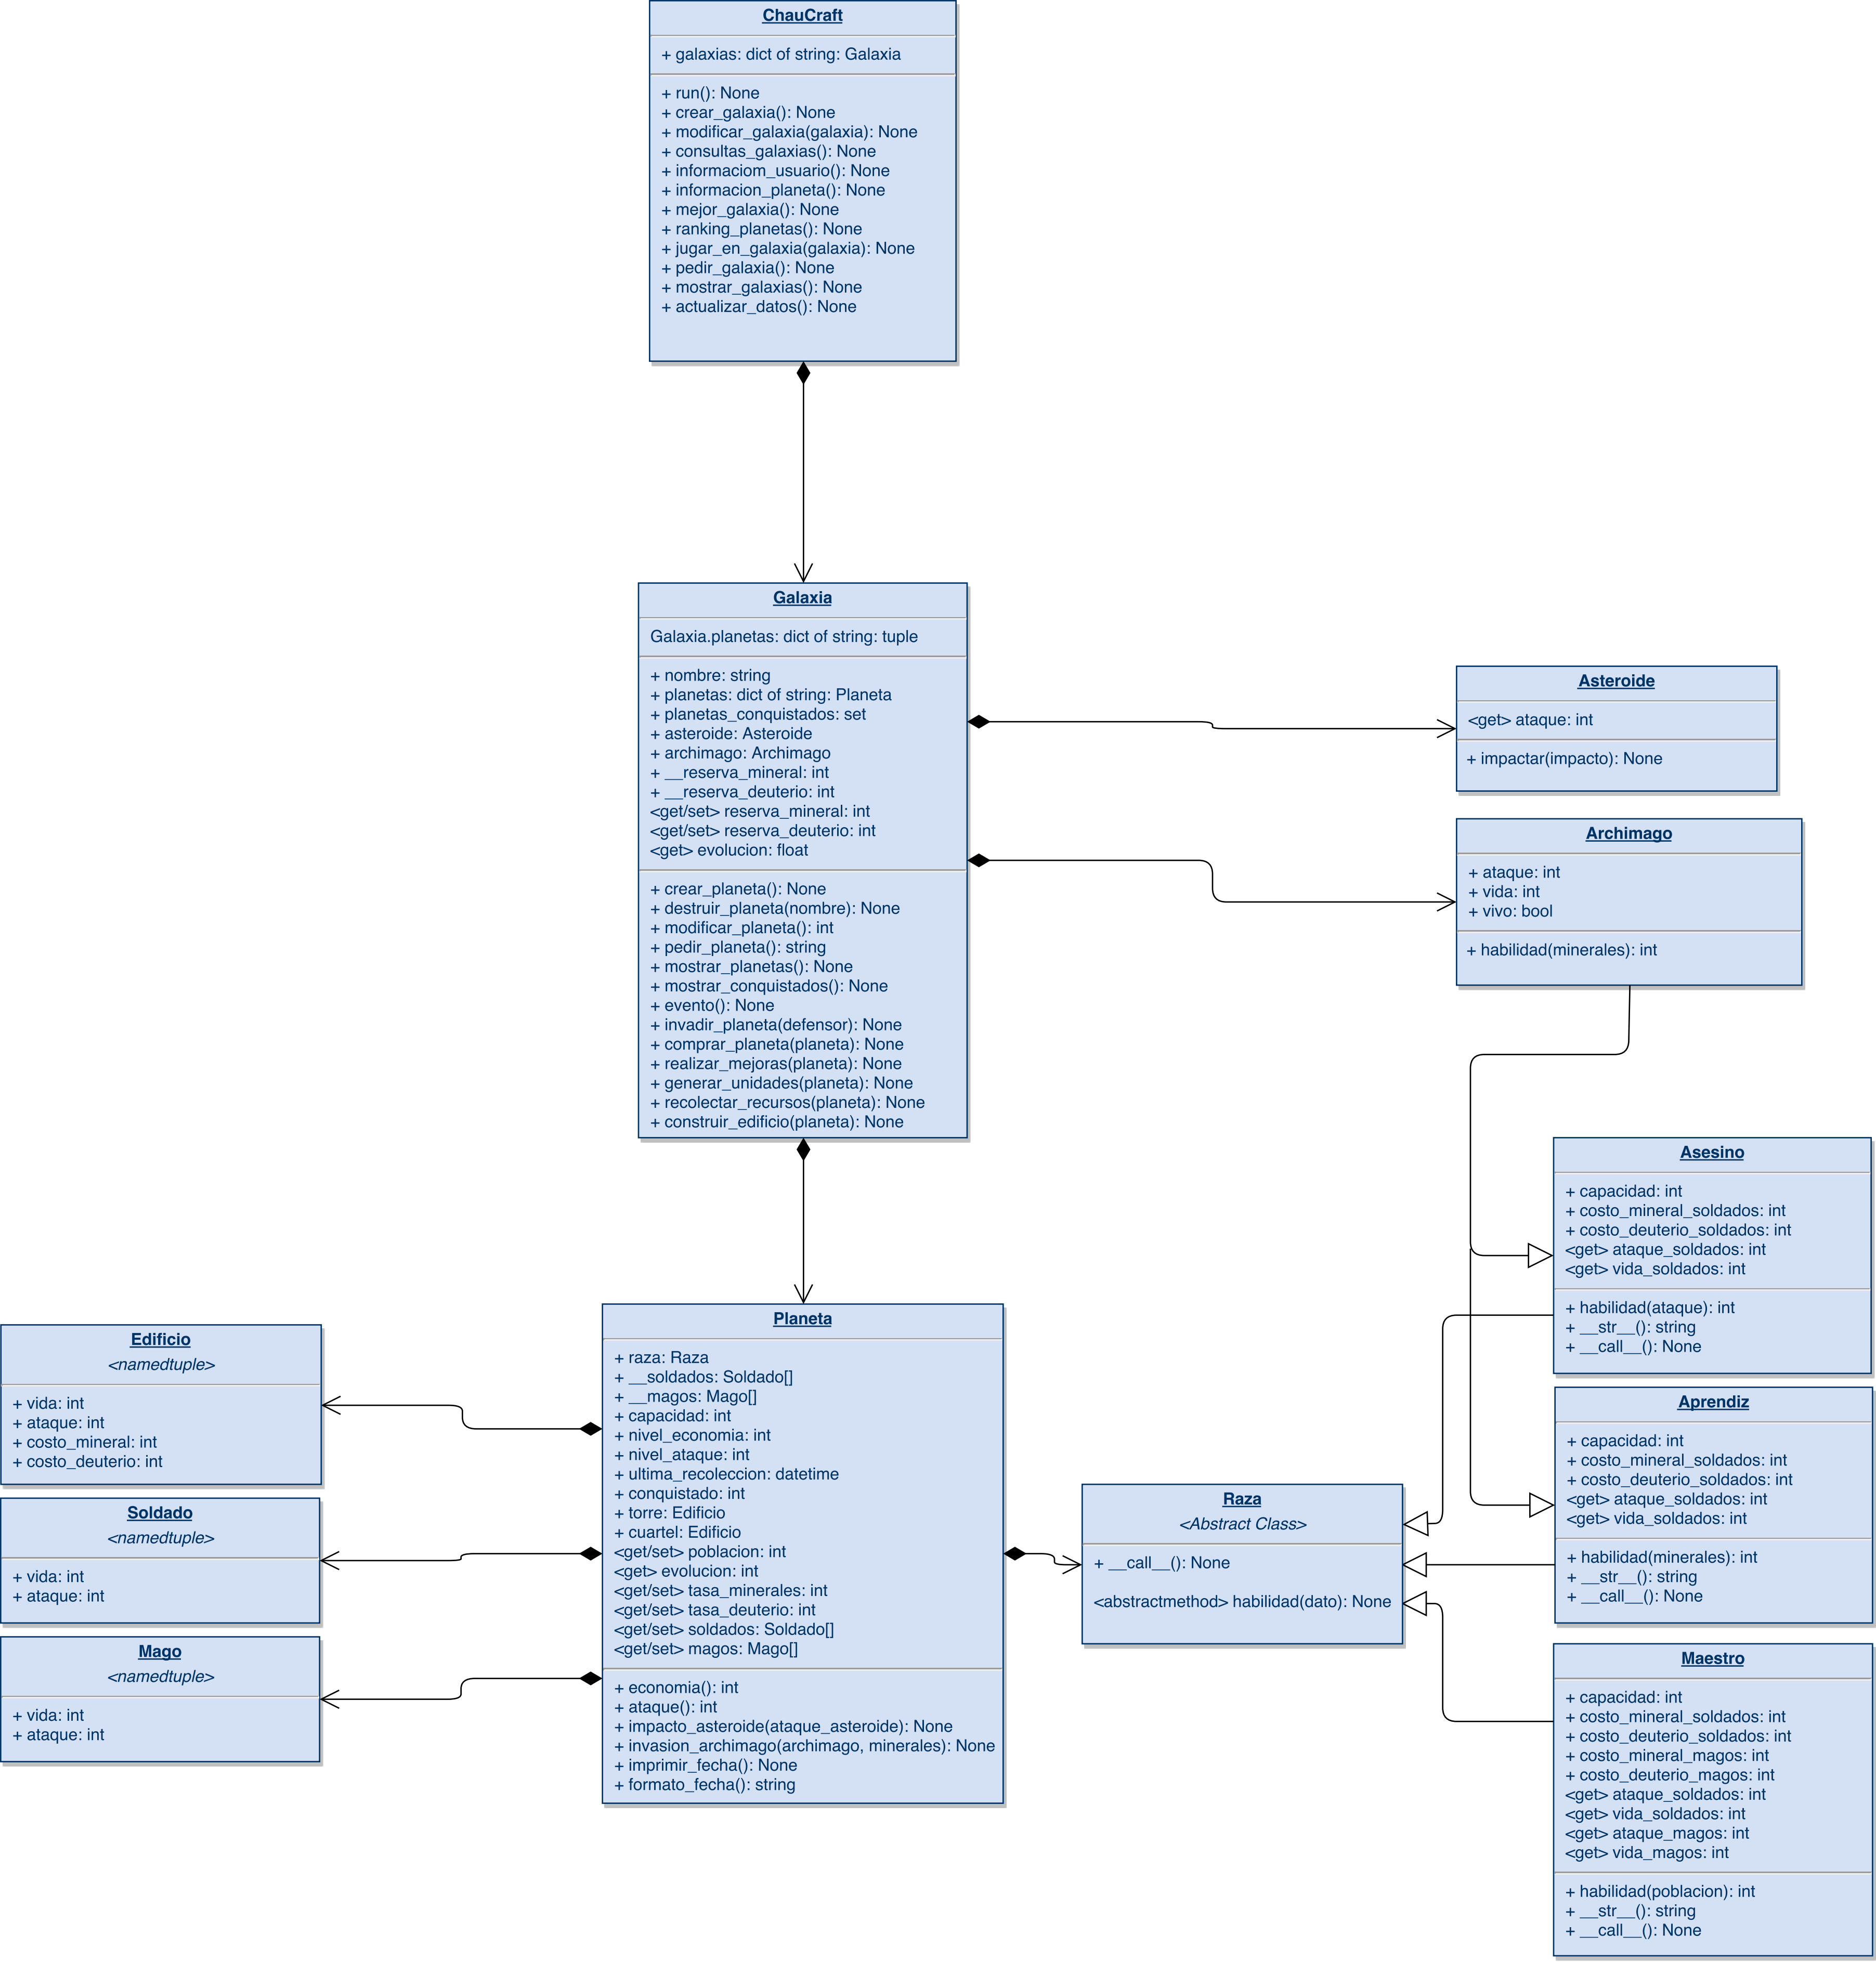 ChauCraft
+ galaxias: dict of string: Galaxia
+ run(): None
+ crear_galaxia(): None
+ modificar_galaxia(galaxia): None
+ consultas_galaxias(): None
+ informaciom_usuario(): None
+ informacion_planeta(): None
+ mejor_galaxia(): None
+ ranking_planetas(): None
+ jugar_en_galaxia(galaxia): None
+ pedir_galaxia(): None
+ mostrar_galaxias(): None
+ actualizar_datos(): None
Galaxia
Galaxia.planetas: dict of string: tuple
+ nombre: string
+ planetas: dict of string: Planeta
+ planetas_conquistados: set
+ asteroide: Asteroide
+ archimago: Archimago
+ __reserva_mineral: int
+ __reserva_deuterio: int
<get/set> reserva_mineral: int
<get/set> reserva_deuterio: int
<get> evolucion: float
+ crear_planeta(): None
+ destruir_planeta(nombre): None
+ modificar_planeta(): int
+ pedir_planeta(): string
+ mostrar_planetas(): None
+ mostrar_conquistados(): None
+ evento(): None
+ invadir_planeta(defensor): None
+ comprar_planeta(planeta): None
+ realizar_mejoras(planeta): None
+ generar_unidades(planeta): None
+ recolectar_recursos(planeta): None
+ construir_edificio(planeta): None
Asteroide
<get> ataque: int
+ impactar(impacto): None
Archimago
+ ataque: int
+ vida: int
+ vivo: bool
+ habilidad(minerales): int
Asesino
+ capacidad: int
+ costo_mineral_soldados: int
+ costo_deuterio_soldados: int
<get> ataque_soldados: int
<get> vida_soldados: int
+ habilidad(ataque): int
+ __str__(): string
+ __call__(): None
Edificio
<namedtuple>
+ vida: int
+ ataque: int
+ costo_mineral: int
+ costo_deuterio: int
Soldado
<namedtuple>
+ vida: int
+ ataque: int
Mago
<namedtuple>
+ vida: int
+ ataque: int
Planeta
+ raza: Raza
+ __soldados: Soldado[]
+ __magos: Mago[]
+ capacidad: int
+ nivel_economia: int
+ nivel_ataque: int
+ ultima_recoleccion: datetime
+ conquistado: int
+ torre: Edificio
+ cuartel: Edificio
<get/set> poblacion: int
<get> evolucion: int
<get/set> tasa_minerales: int
<get/set> tasa_deuterio: int
<get/set> soldados: Soldado[]
<get/set> magos: Mago[]
+ economia(): int
+ ataque(): int
+ impacto_asteroide(ataque_asteroide): None
+ invasion_archimago(archimago, minerales): None
+ imprimir_fecha(): None
+ formato_fecha(): string
Raza
<Abstract Class>
+ __call__(): None
<abstractmethod> habilidad(dato): None
Aprendiz
+ capacidad: int
+ costo_mineral_soldados: int
+ costo_deuterio_soldados: int
<get> ataque_soldados: int
<get> vida_soldados: int
+ habilidad(minerales): int
+ __str__(): string
+ __call__(): None
Maestro
+ capacidad: int
+ costo_mineral_soldados: int
+ costo_deuterio_soldados: int
+ costo_mineral_magos: int
+ costo_deuterio_magos: int
<get> ataque_soldados: int
<get> vida_soldados: int
<get> ataque_magos: int
<get> vida_magos: int
+ habilidad(poblacion): int
+ __str__(): string
+ __call__(): None